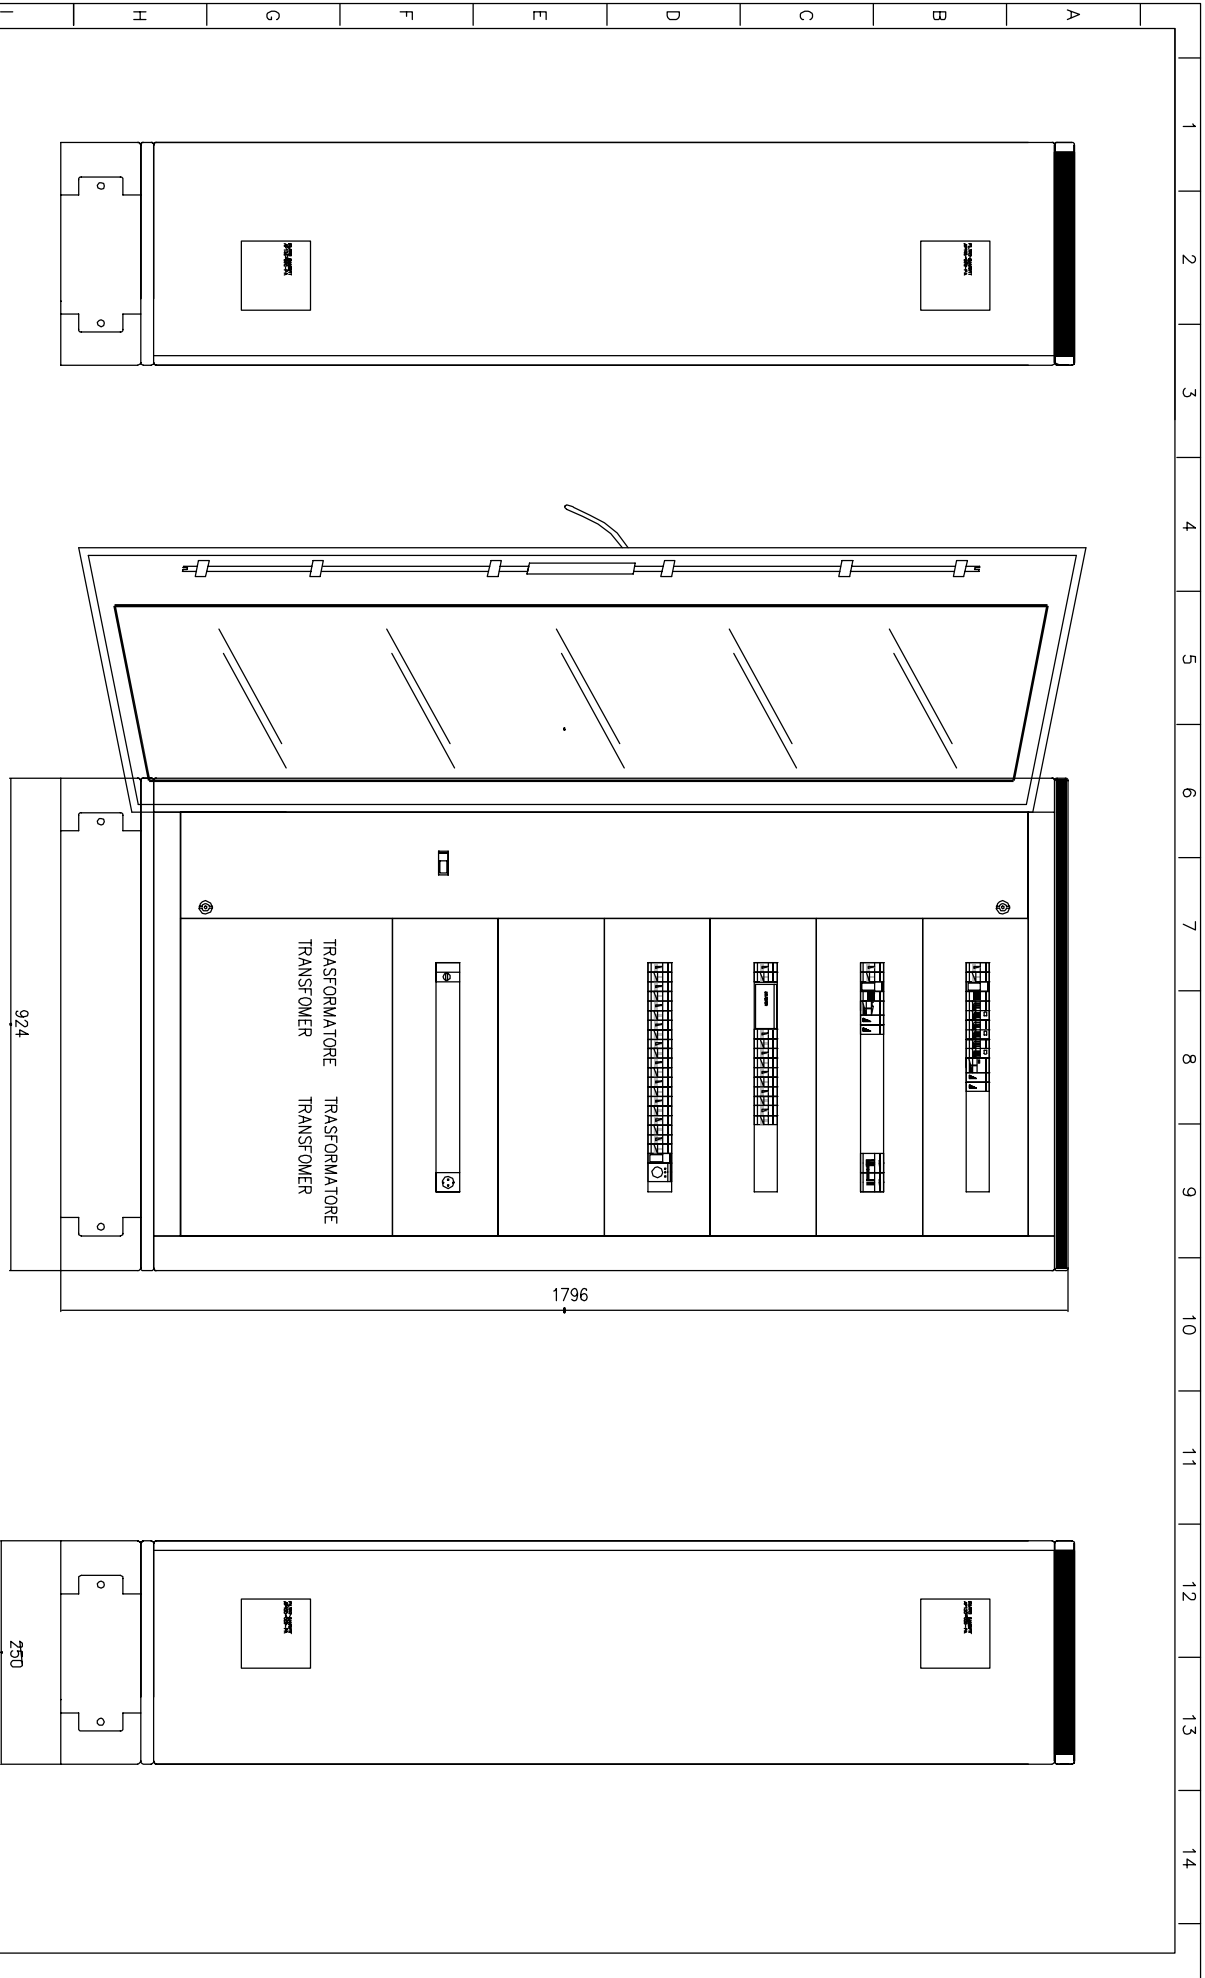 1 2 3 4 5 6 7 8 9 10 11 12 13 14
A
B
C
D
E
F
G
H
I
TRASFORMATORE TRASFORMATORE
TRANSFOMER TRANSFOMER
1796
924
250